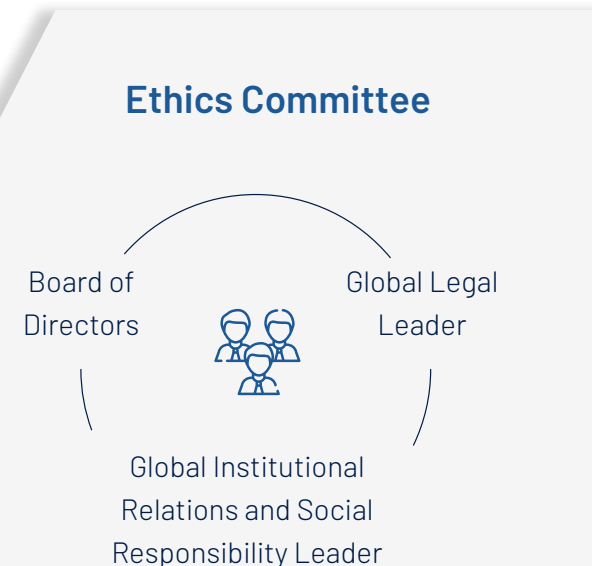 Ethics Committee
Board of
Directors
Global Legal
Leader
Global Institutional
Relations and Social
Responsibility Leader